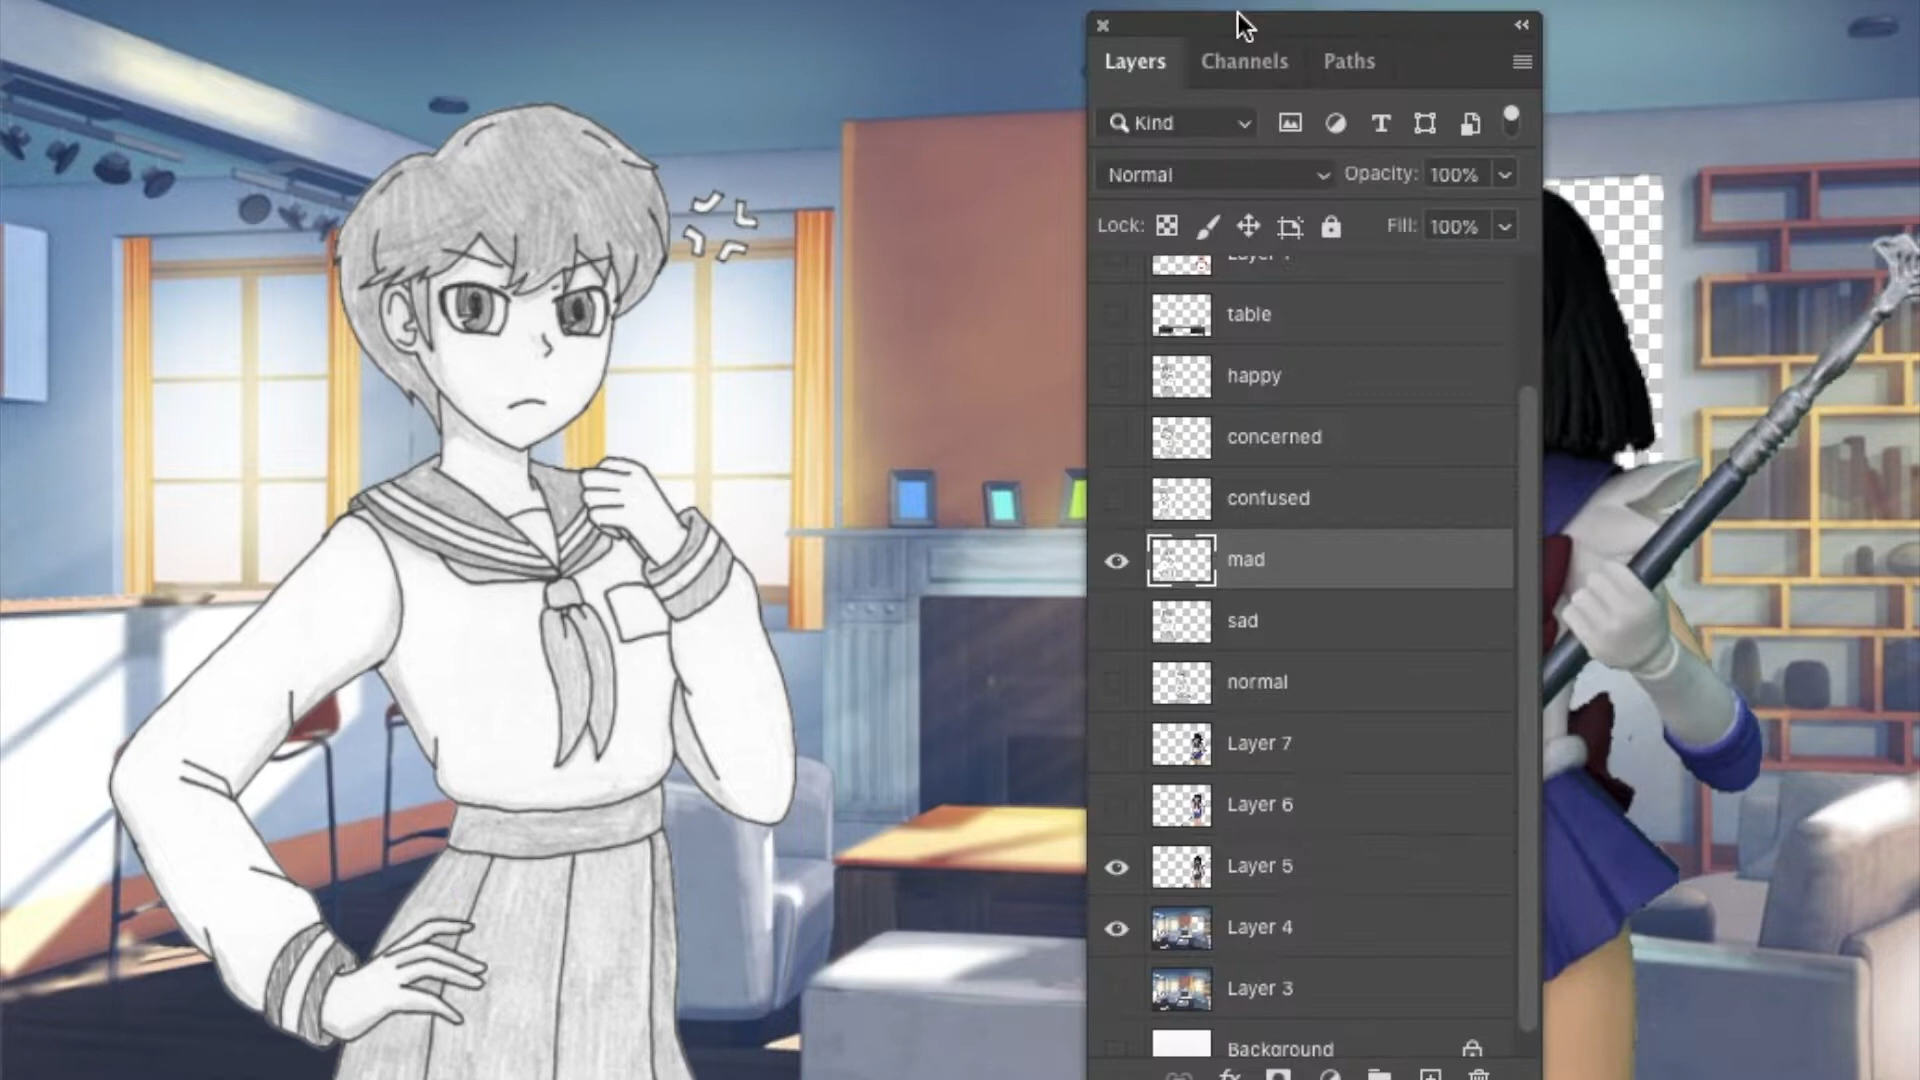 Layers Channels Paths
Kind
Normal Opacity: 100%
Lock: Fill: 100%
table
happy
concerned
confused
mad
sad
normal
Layer 7
Layer 6
Layer 5
Layer 4
Layer 3
Background
fx